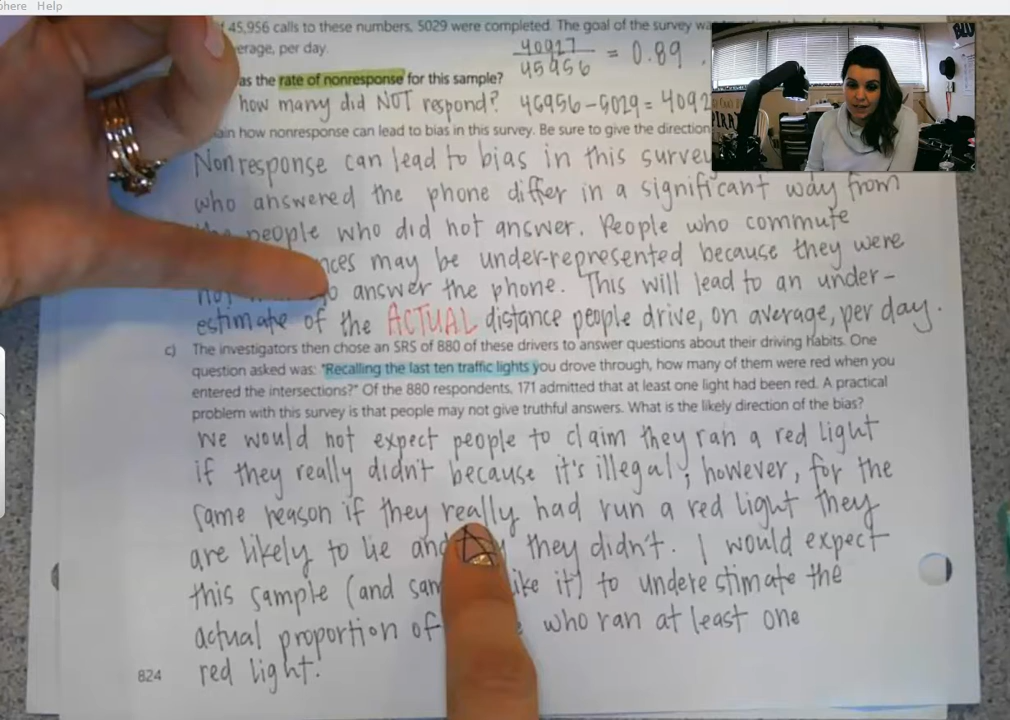 Help
45,956 calls to these numbers, 5029 were completed. The goal of the survey
erage, per day.
40927
45956
= 0.89
as the rate of nonresponse for this sample?
how many did NOT respond? 46956-5029=4092
ain how nonresponse can lead to bias in this survey. Be sure to give the direction
Nonresponse can lead to bias in this survey
who answered the phone differ in a significant way from
people who did not answer. People who commute
nces may be under-represented because they were
answer the phone. This will lead to an under-
estimate of the ACTUAL distance people drive, on average, per day.
c) The investigators then chose an SRS of 880 of these drivers to answer questions about their driving habits. One
question asked was: "Recalling the last ten traffic lights you drove through, how many of them were red when you
entered the intersections?" Of the 880 respondents, 171 admitted that at least one light had been red. A practical
problem with this survey is that people may not give truthful answers. What is the likely direction of the bias?
We would not expect people to claim they ran a red light
if they really didn't because it's illegal; however, for the
same reason if they really had run a red light they
are likely to lie and they didn't. I would expect
this sample (and sam like it) to underestimate the
actual proportion of who ran at least one
red light.
824